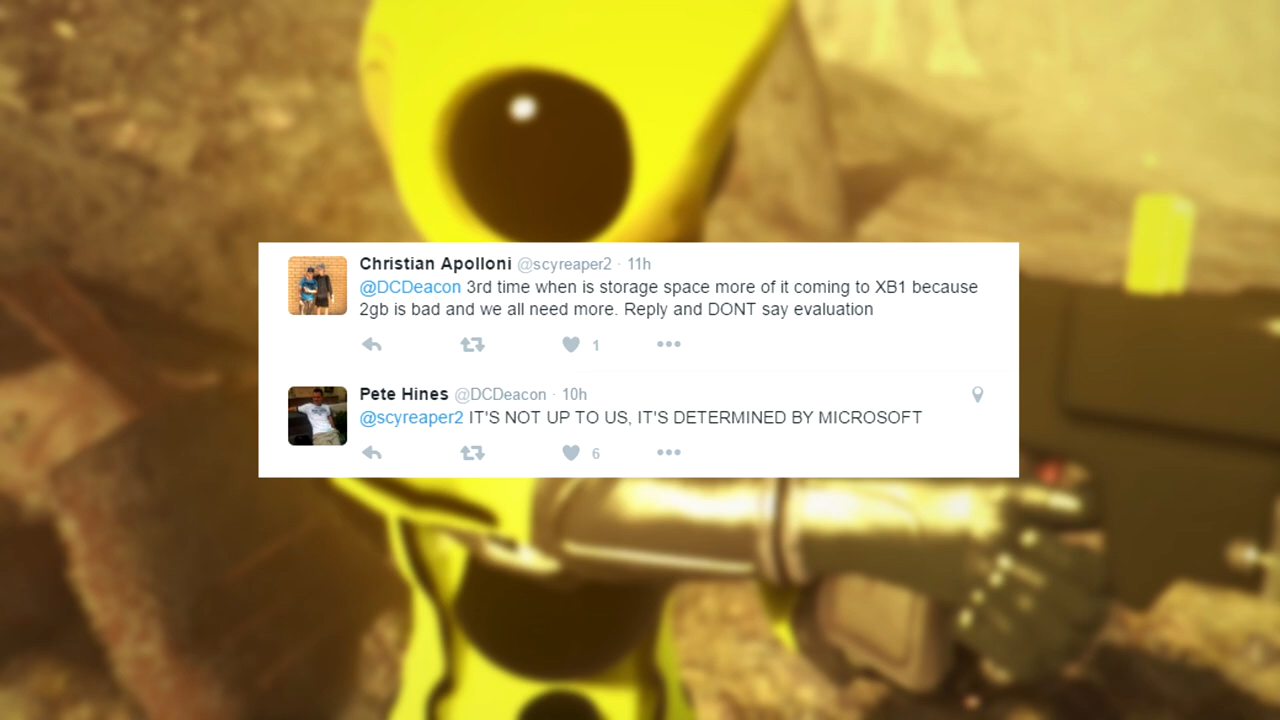 Christian Apolloni @scyreaper2 · 11h
@DCDeacon 3rd time when is storage space more of it coming to XB1 because
2gb is bad and we all need more. Reply and DONT say evaluation
1
Pete Hines @DCDeacon · 10h
@scyreaper2 IT'S NOT UP TO US, IT'S DETERMINED BY MICROSOFT
6